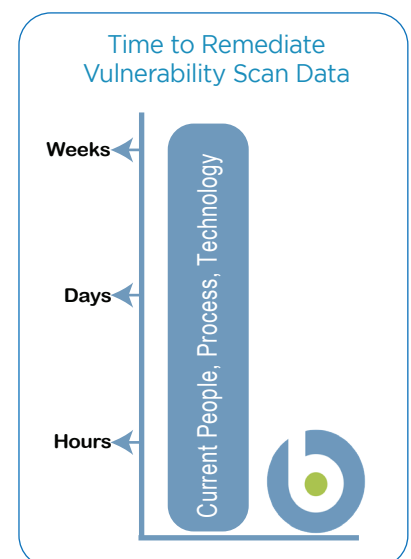 Time to Remediate
Vulnerability Scan Data
Weeks
Days
Hours
Current People, Process, Technology
b